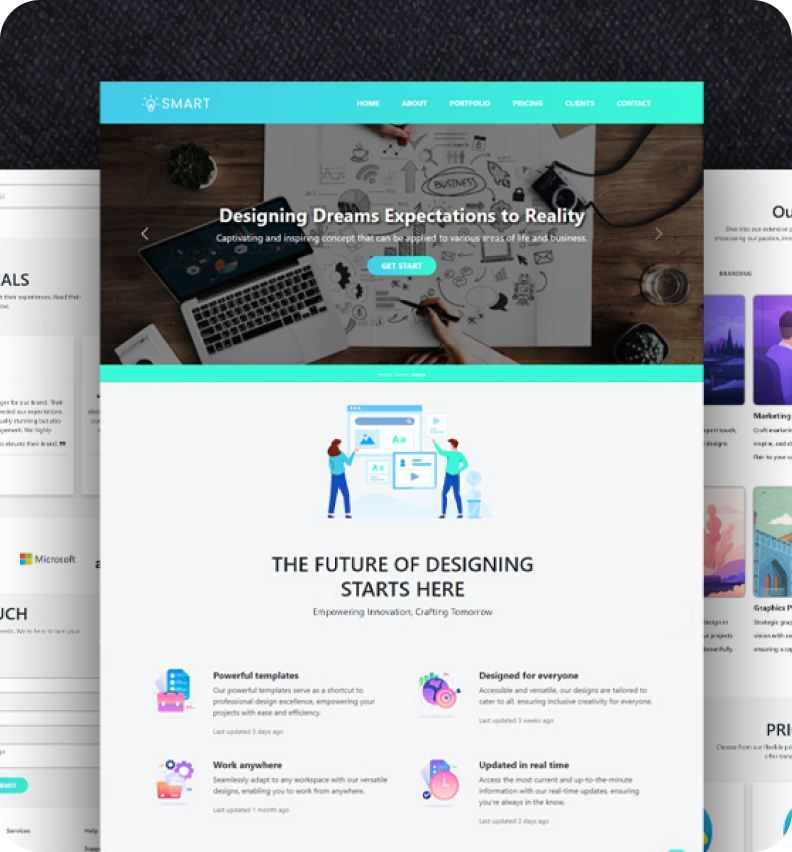 SMART
HOME ABOUT PORTFOLIO PRICING CLIENTS CONTACT
BUSINESS
Designing Dreams Expectations to Reality
Captivating and inspiring concept that can be applied to various areas of life and business.
GET START
Aa
Aa
THE FUTURE OF DESIGNING
STARTS HERE
Empowering Innovation, Crafting Tomorrow
Powerful templates
Our powerful templates serve as a shortcut to
professional design excellence, empowering your
projects with ease and efficiency.
Last updated 5 days ago
Designed for everyone
Accessible and versatile, our designs are tailored to
cater to all, ensuring inclusive creativity for everyone.
Last updated 3 weeks ago
Work anywhere
Seamlessly adapt to any workspace with our versatile
designs, enabling you to work from anywhere.
Last updated 1 month ago
Updated in real time
Access the most current and up-to-the-minute
information with our real-time updates, ensuring
you're always in the know.
Last updated 2 days ago
ALS
t their experiences. Read their
ger for our brand. Their
eded our expectations.
ually stunning but also
gement. We highly
o elevate their brand.
Microsoft
a
UCH
needs. We're here to turn your
Services
Help
Ou
Dive into our extensive p
showcasing our passion, inn
BRANDING
Marketing
Craft marketin
inspire, and d
flair to your c
pert touch,
designs
Graphics P
Strategic grap
vision with ea
ensuring a cap
design in
ur projects
beautifully
PRI
Choose from our flexible pri
offer tran